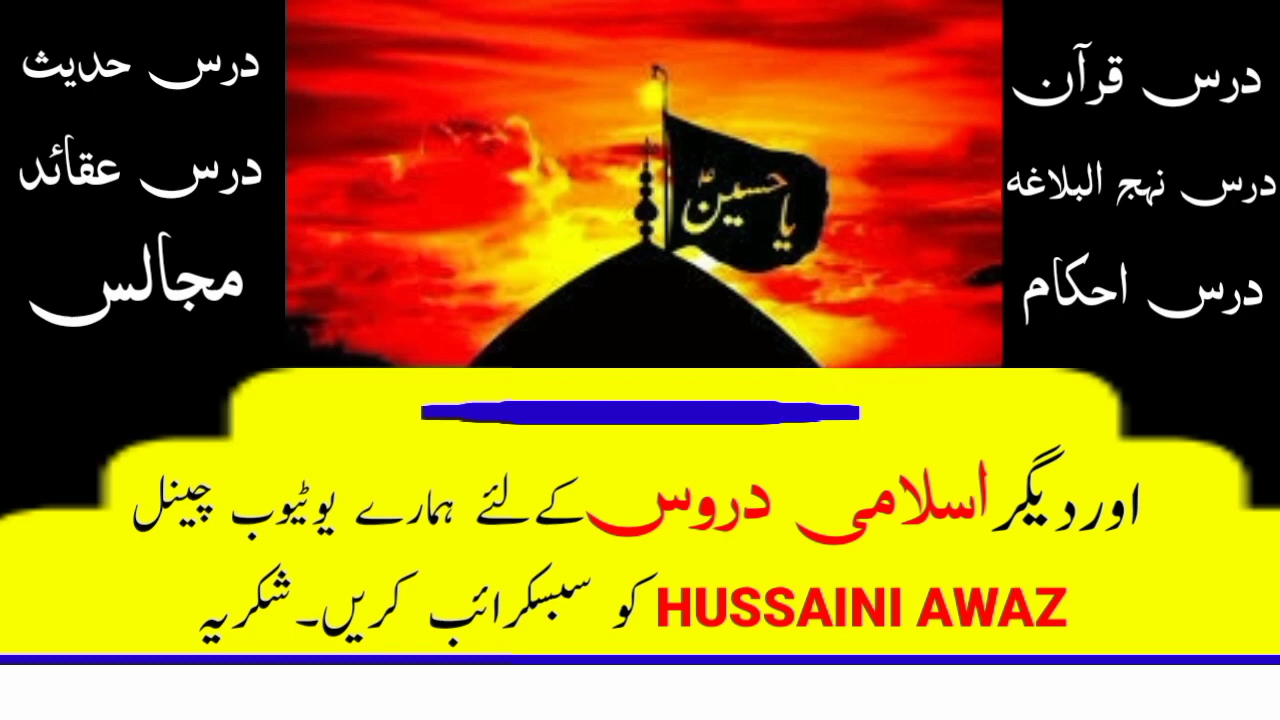 درس قرآن
درس نہج البلاغہ
درس احکام
درس حدیث
درس عقائد
مجالس
یا حسینؑ
اور دیگر اسلامی دروس کے لئے ہمارے یوٹیوب چینل
HUSSAINI AWAZ کو سبسکرائب کریں۔ شکریہ